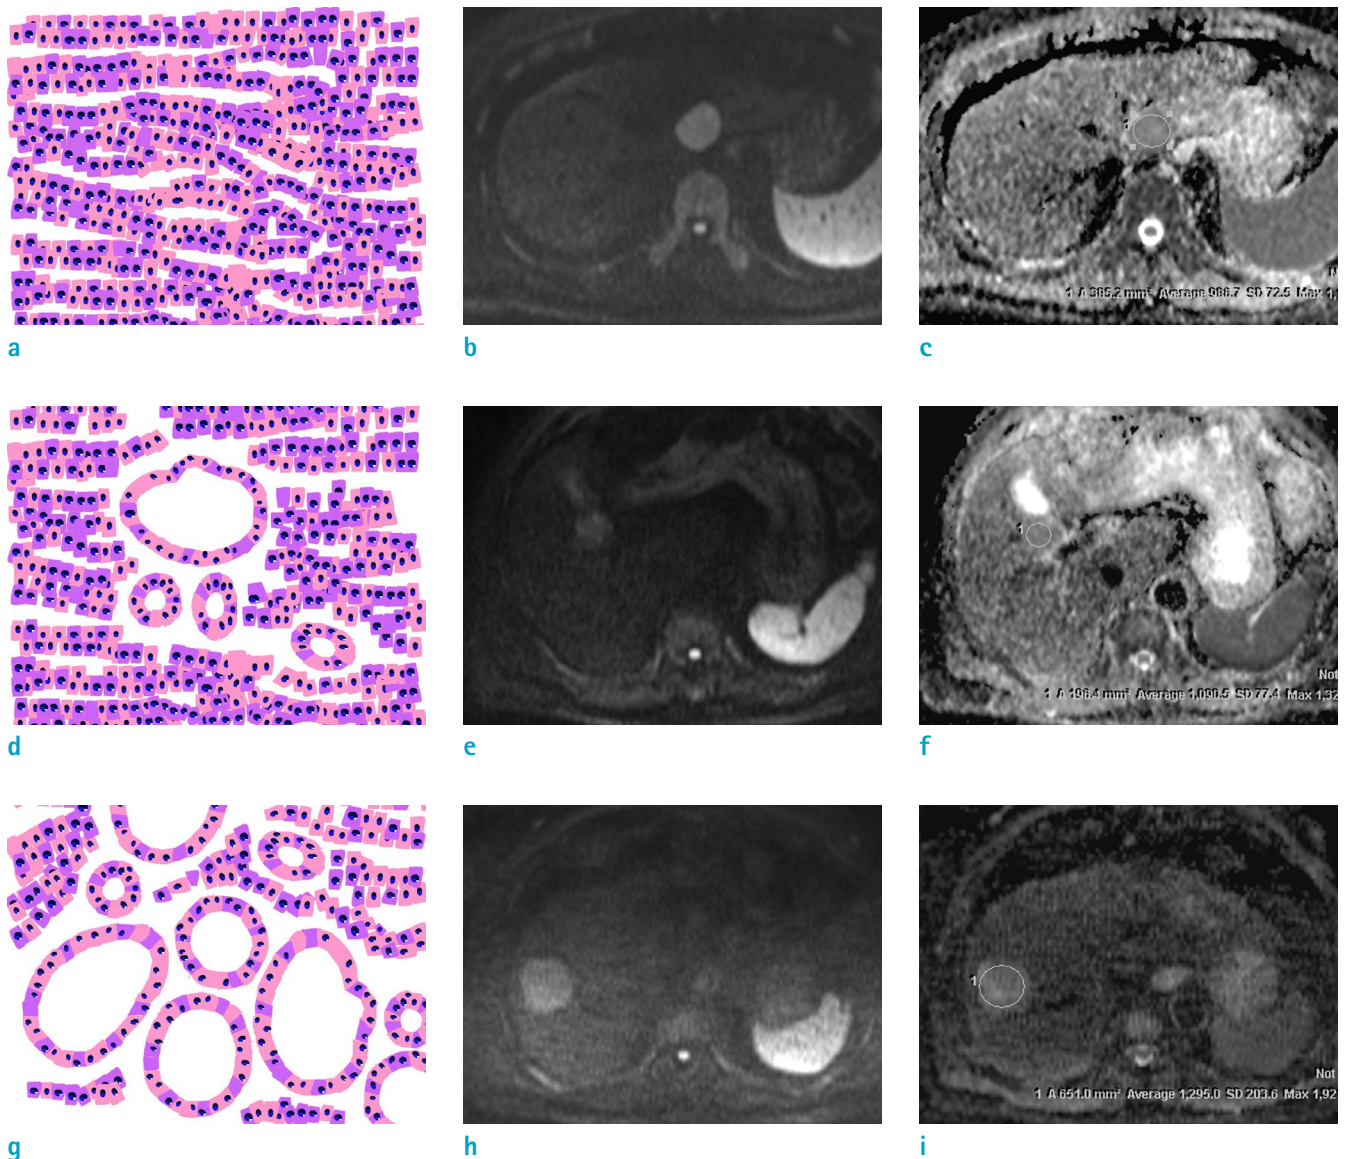 1
N
1 A 385.2 mm² Average 986.7 SD 72.5 Max 1,
a
b
c
1
Not
1 A 196.4 mm² Average 1,090.5 SD 77.4 Max 1,32
d
e
f
1
Not
1 A 651.0 mm² Average 1,295.0 SD 203.6 Max 1,92
g
h
i